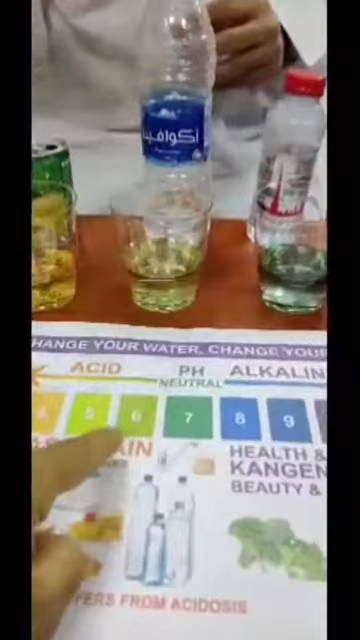 أكوافينا
HANGE YOUR WATER, CHANGE YOUR
ACID PH ALKALIN
NEUTRAL
5 6 7 8 9
HEALTH &
KANGEN
BEAUTY &
FERS FROM ACIDOSIS